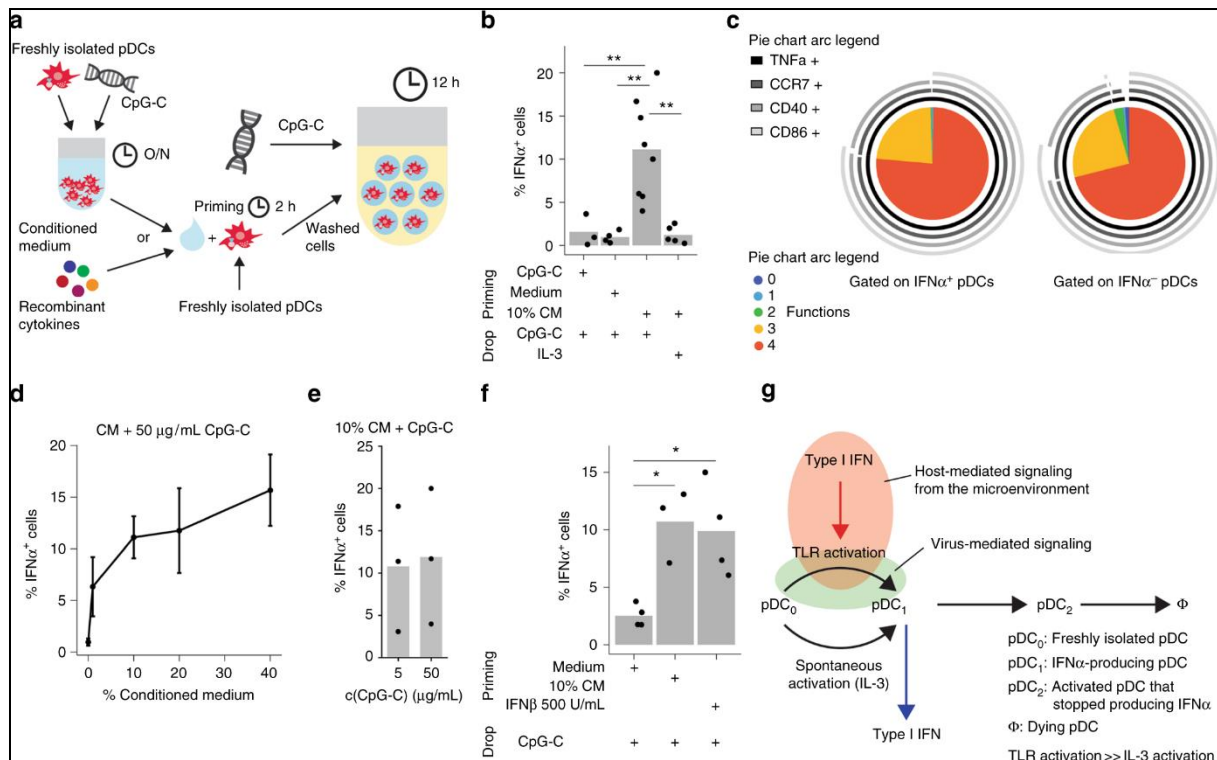 a
Freshly isolated pDCs
CpG-C
O/N
Conditioned
medium
or
Recombinant
cytokines
Priming 2 h
+
Freshly isolated pDCs
CpG-C
Washed
cells
12 h
b
% IFNα+ cells
20
15
10
5
0
**
**
**
Priming
CpG-C +
Medium +
10% CM + +
Drop
CpG-C + + +
IL-3 +
c
Pie chart arc legend
TNFa +
CCR7 +
CD40 +
CD86 +
Pie chart arc legend
0
1
2 Functions
3
4
Gated on IFNα+ pDCs
Gated on IFNα− pDCs
d
CM + 50 µg/mL CpG-C
% IFNα+ cells
20
15
10
5
0
0 10 20 30 40
% Conditioned medium
e
10% CM + CpG-C
% IFNα+ cells
25
20
15
10
5
0
5 50
c(CpG-C) (µg/mL)
f
% IFNα+ cells
15
10
5
0
*
*
Priming
Medium +
10% CM +
IFNβ 500 U/mL +
Drop
CpG-C + + +
g
Type I IFN
Host-mediated signaling
from the microenvironment
TLR activation
Virus-mediated signaling
pDC0 pDC1 pDC2 Φ
Spontaneous
activation (IL-3)
Type I IFN
pDC0: Freshly isolated pDC
pDC1: IFNα-producing pDC
pDC2: Activated pDC that
stopped producing IFNα
Φ: Dying pDC
TLR activation >> IL-3 activation